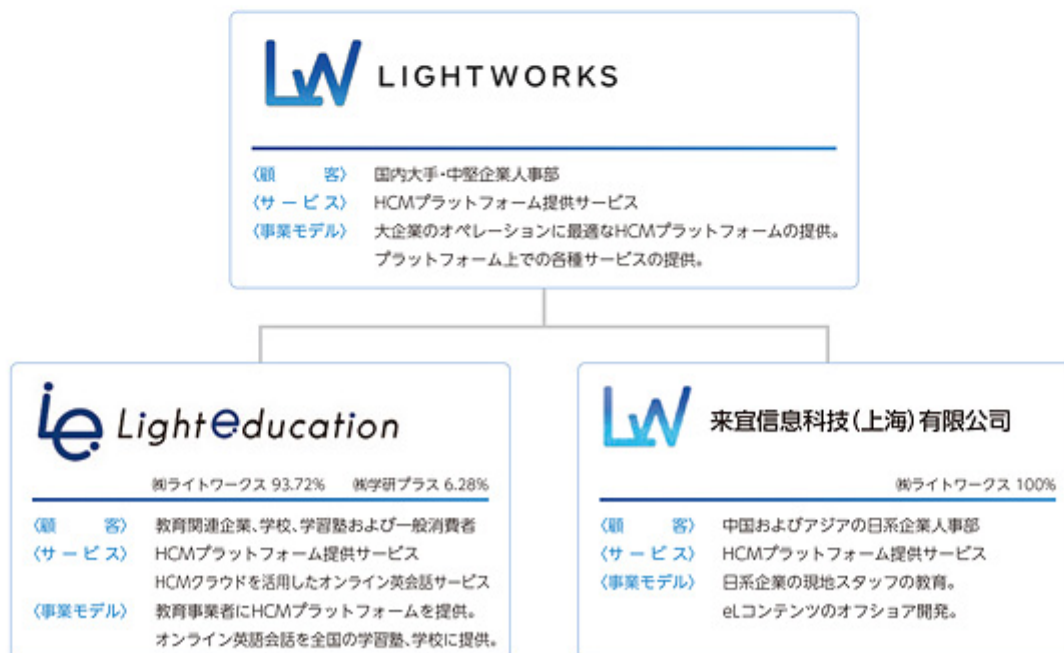 LW LIGHTWORKS
〈顧　　客〉 国内大手・中堅企業人事部
〈サービス〉 HCMプラットフォーム提供サービス
〈事業モデル〉 大企業のオペレーションに最適なHCMプラットフォームの提供。
プラットフォーム上での各種サービスの提供。
le Light education
㈱ライトワークス 93.72%　㈱学研プラス 6.28%
〈顧　　客〉 教育関連企業、学校、学習塾および一般消費者
〈サービス〉 HCMプラットフォーム提供サービス
HCMクラウドを活用したオンライン英会話サービス
〈事業モデル〉 教育事業者にHCMプラットフォームを提供。
オンライン英語会話を全国の学習塾、学校に提供。
LW 来宜信息科技(上海)有限公司
㈱ライトワークス 100%
〈顧　　客〉 中国およびアジアの日系企業人事部
〈サービス〉 HCMプラットフォーム提供サービス
〈事業モデル〉 日系企業の現地スタッフの教育。
eLコンテンツのオフショア開発。